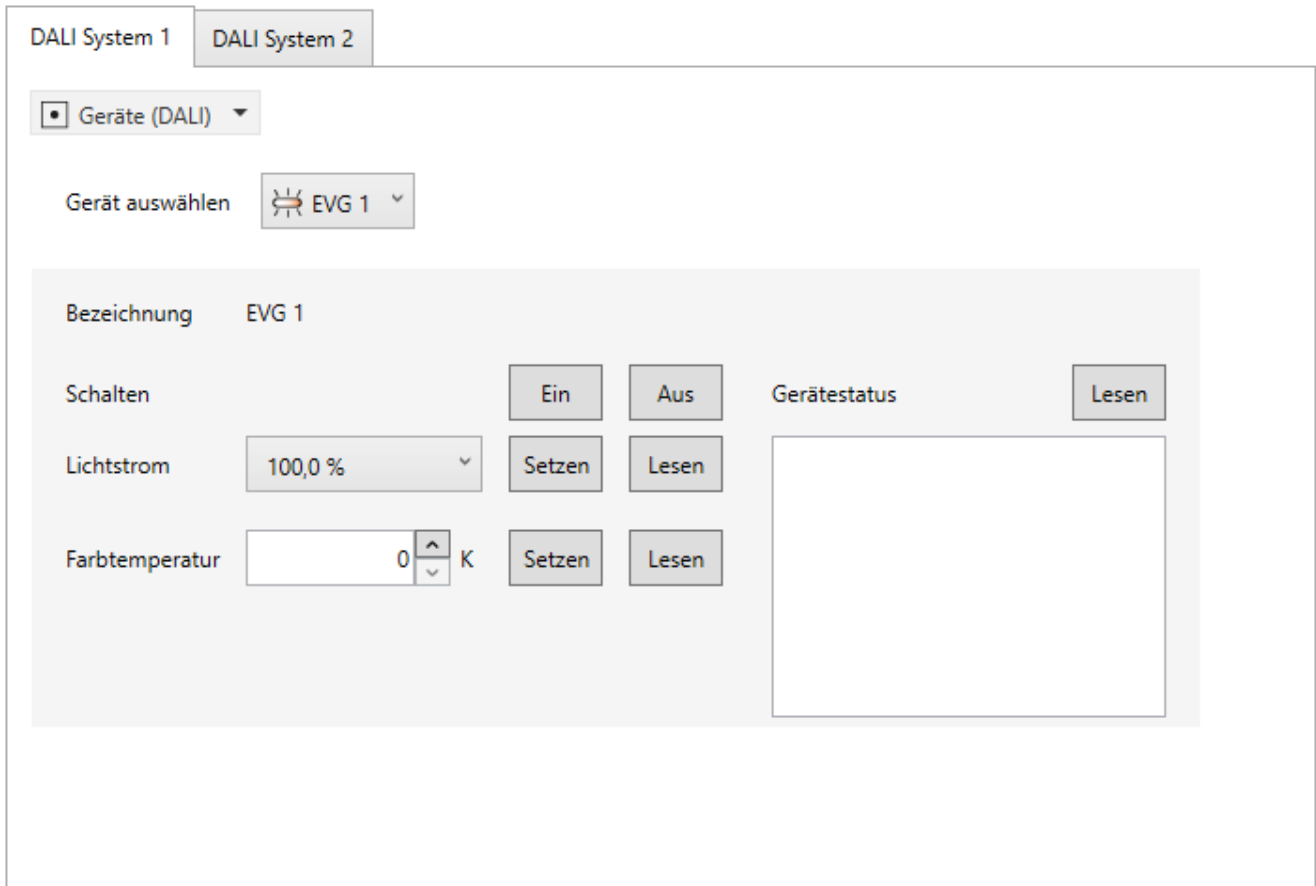 DALI System 1 DALI System 2
Geräte (DALI)
Gerät auswählen EVG 1
Bezeichnung EVG 1
Schalten Ein Aus Gerätestatus Lesen
Lichtstrom 100,0 % Setzen Lesen
Farbtemperatur 0 K Setzen Lesen